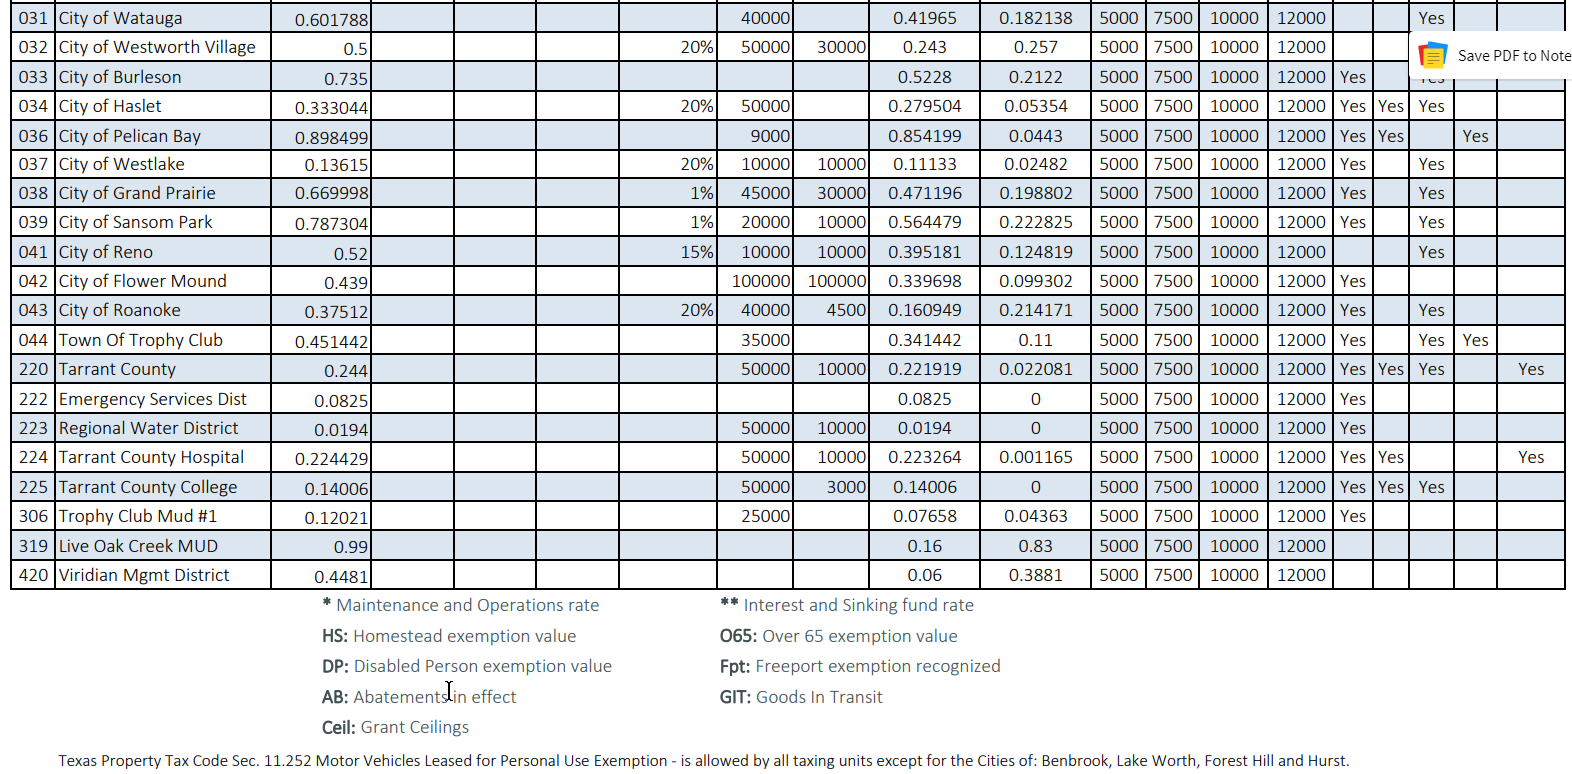 031 City of Watauga 0.601788 40000 0.41965 0.182138 5000 7500 10000 12000 Yes
032 City of Westworth Village 0.5 20% 50000 30000 0.243 0.257 5000 7500 10000 12000
Save PDF to Note
033 City of Burleson 0.735 0.5228 0.2122 5000 7500 10000 12000 Yes Yes
034 City of Haslet 0.333044 20% 50000 0.279504 0.05354 5000 7500 10000 12000 Yes Yes Yes
036 City of Pelican Bay 0.898499 9000 0.854199 0.0443 5000 7500 10000 12000 Yes Yes Yes
037 City of Westlake 0.13615 20% 10000 10000 0.11133 0.02482 5000 7500 10000 12000 Yes Yes
038 City of Grand Prairie 0.669998 1% 45000 30000 0.471196 0.198802 5000 7500 10000 12000 Yes Yes
039 City of Sansom Park 0.787304 1% 20000 10000 0.564479 0.222825 5000 7500 10000 12000 Yes Yes
041 City of Reno 0.52 15% 10000 10000 0.395181 0.124819 5000 7500 10000 12000 Yes
042 City of Flower Mound 0.439 100000 100000 0.339698 0.099302 5000 7500 10000 12000 Yes
043 City of Roanoke 0.37512 20% 40000 4500 0.160949 0.214171 5000 7500 10000 12000 Yes Yes
044 Town Of Trophy Club 0.451442 35000 0.341442 0.11 5000 7500 10000 12000 Yes Yes Yes
220 Tarrant County 0.244 50000 10000 0.221919 0.022081 5000 7500 10000 12000 Yes Yes Yes Yes
222 Emergency Services Dist 0.0825 0.0825 0 5000 7500 10000 12000 Yes
223 Regional Water District 0.0194 50000 10000 0.0194 0 5000 7500 10000 12000 Yes
224 Tarrant County Hospital 0.224429 50000 10000 0.223264 0.001165 5000 7500 10000 12000 Yes Yes Yes
225 Tarrant County College 0.14006 50000 3000 0.14006 0 5000 7500 10000 12000 Yes Yes Yes
306 Trophy Club Mud #1 0.12021 25000 0.07658 0.04363 5000 7500 10000 12000 Yes
319 Live Oak Creek MUD 0.99 0.16 0.83 5000 7500 10000 12000
420 Viridian Mgmt District 0.4481 0.06 0.3881 5000 7500 10000 12000
* Maintenance and Operations rate ** Interest and Sinking fund rate
HS: Homestead exemption value O65: Over 65 exemption value
DP: Disabled Person exemption value Fpt: Freeport exemption recognized
AB: Abatements in effect GIT: Goods In Transit
Ceil: Grant Ceilings
Texas Property Tax Code Sec. 11.252 Motor Vehicles Leased for Personal Use Exemption - is allowed by all taxing units except for the Cities of: Benbrook, Lake Worth, Forest Hill and Hurst.